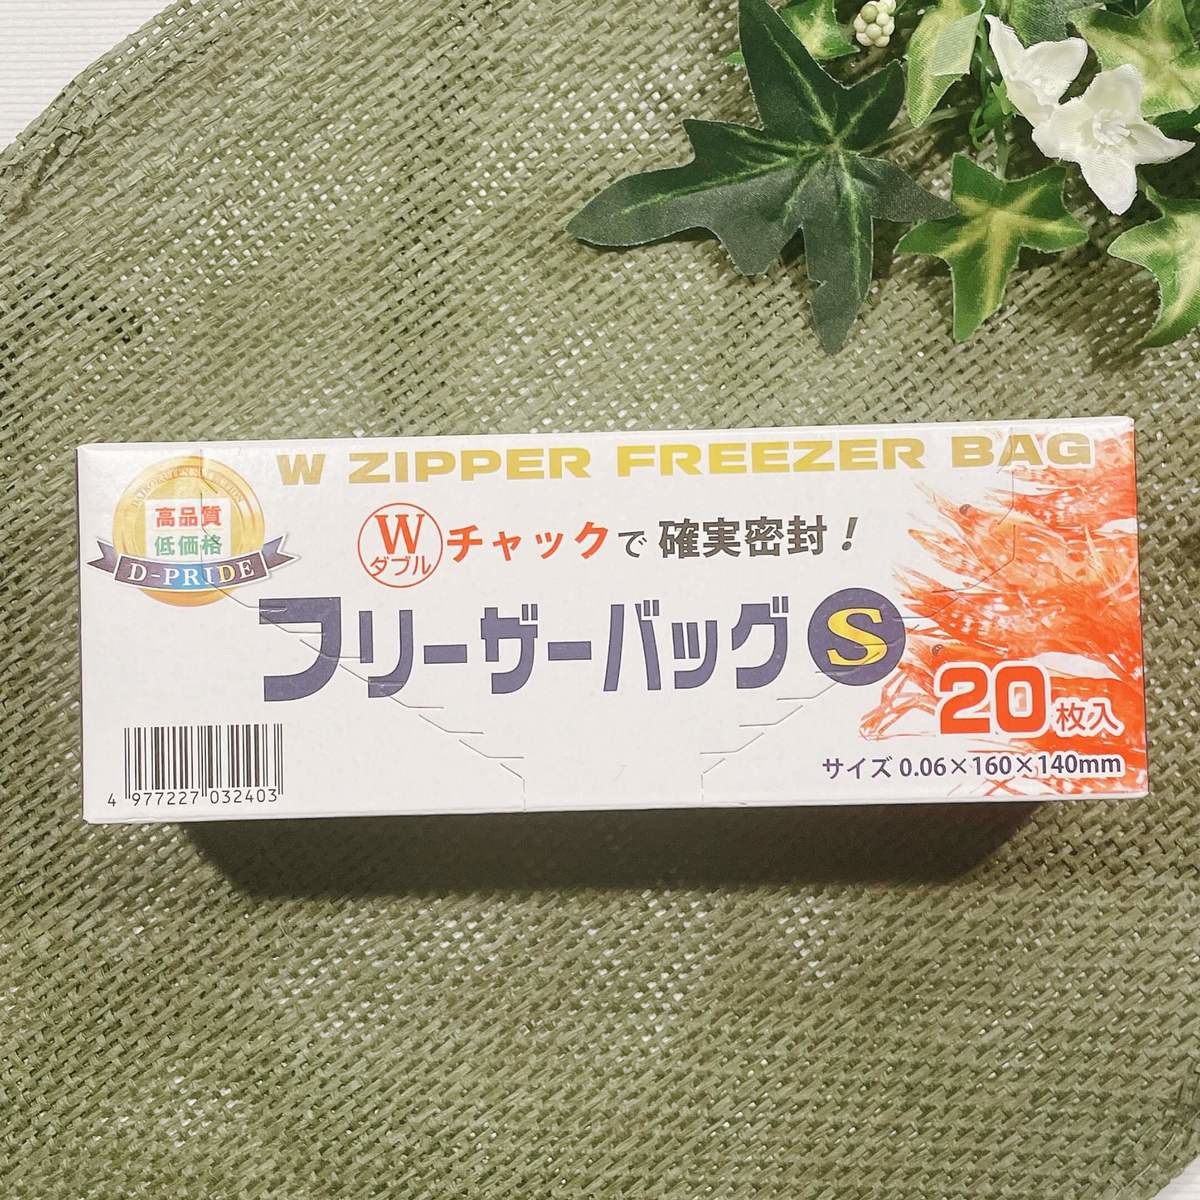 W ZIPPER FREEZER BAG
高品質
低価格
D-PRIDE
W
ダブル
チャックで確実密封!
フリーザーバッグ S
20枚入
サイズ 0.06×160×140mm
4 977227 032403